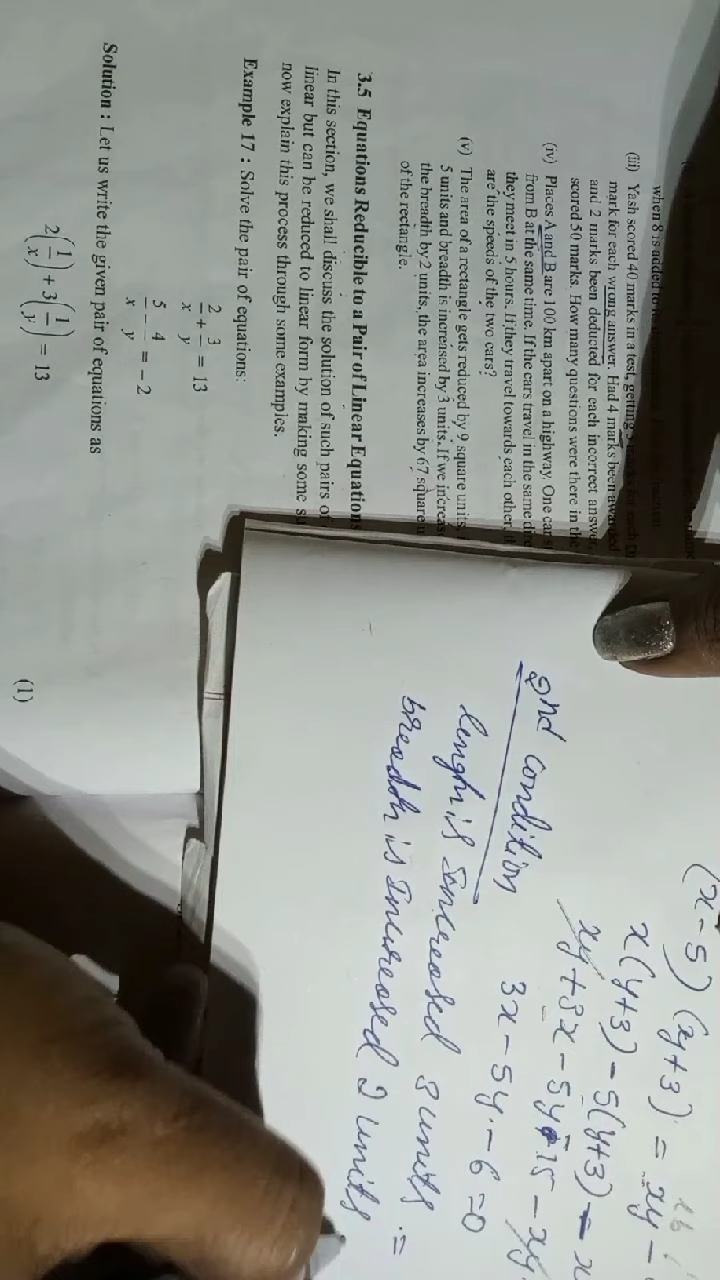 when 8 is added to
(iii) Yash scored 40 marks in a test, getting
mark for each wrong answer. Had 4 marks been awarded
and 2 marks been deducted for each incorrect answer,
scored 50 marks. How many questions were there in the
(iv) Places A and B are 100 km apart on a highway. One car
from B at the same time. If the cars travel in the same
they meet in 5 hours. If they travel towards each other,
are the speeds of the two cars?
(v) The area of a rectangle gets reduced by 9 square units,
5 units and breadth is increased by 3 units. If we increas
the breadth by 2 units, the area increases by 67 square
of the rectangle.
3.5 Equations Reducible to a Pair of Linear Equations
In this section, we shall discuss the solution of such pairs of
linear but can be reduced to linear form by making some su
now explain this process through some examples.
Example 17 : Solve the pair of equations:
2/x + 3/y = 13
5/x - 4/y = - 2
Solution : Let us write the given pair of equations as
2(1/x) + 3(1/y) = 13 (1)
(x-5) (y+3) = xy -
x(y+3) - 5(y+3) = x
xy + 3x - 5y - 15 - xy
3x - 5y - 6 = 0
2nd condition
length is Increased 3 units =
breadth is Increased 2 units